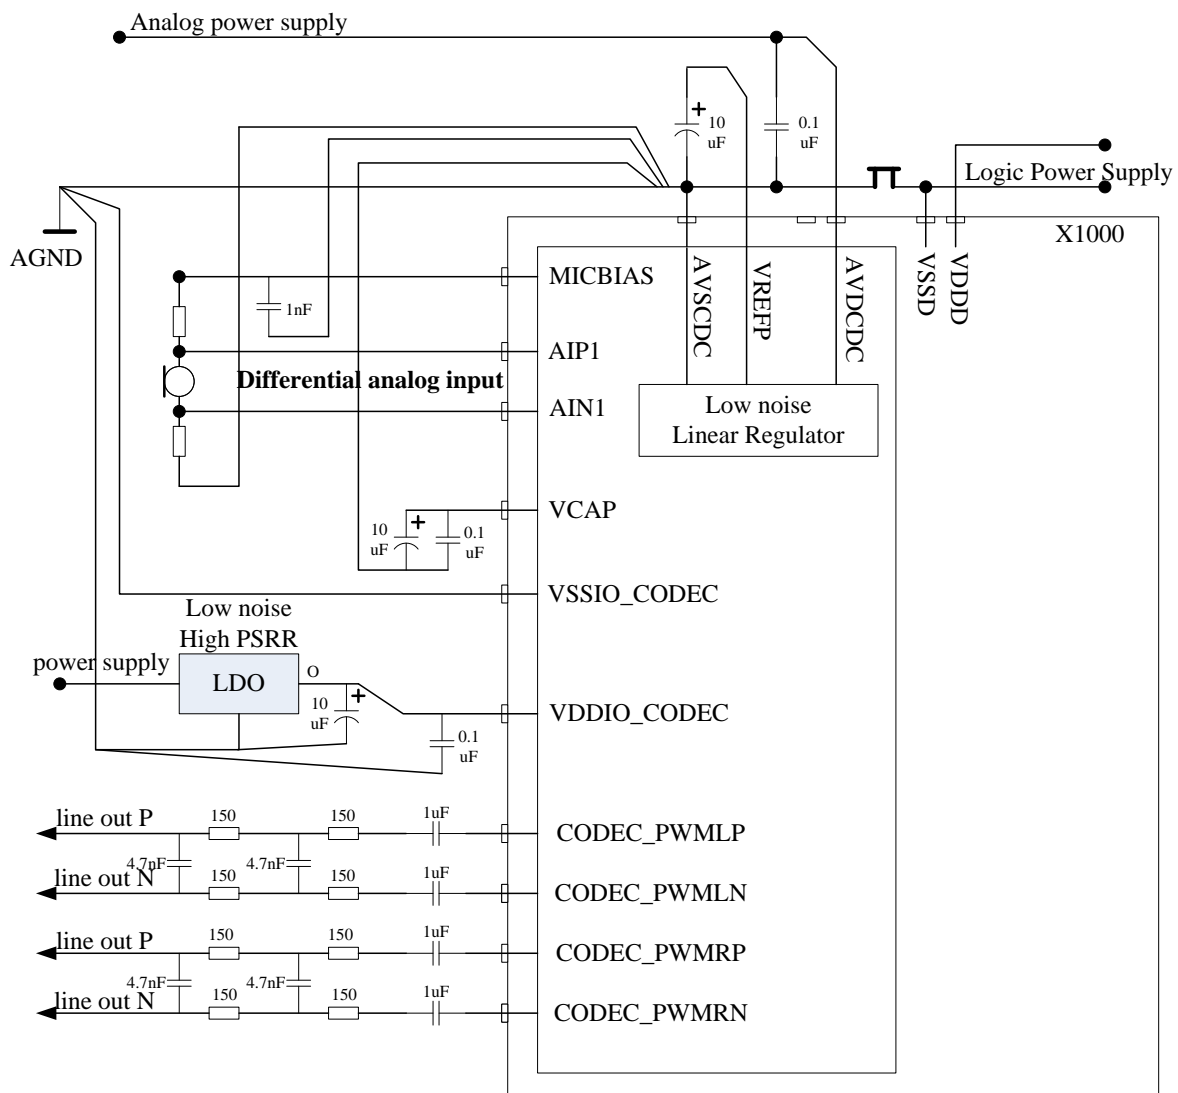 Analog power supply
+
10
uF
0.1
uF
Logic Power Supply
AGND
X1000
MICBIAS
1nF
AVSCDC
VREFP
AVDCDC
VSSD
VDDD
AIP1
Differential analog input
AIN1
Low noise
Linear Regulator
VCAP
10
uF
+
0.1
uF
VSSIO_CODEC
Low noise
High PSRR
power supply
LDO
O
+
10
uF
VDDIO_CODEC
0.1
uF
line out P
150
150
1uF
CODEC_PWMLP
4.7nF
4.7nF
line out N
150
150
1uF
CODEC_PWMLN
line out P
150
150
1uF
CODEC_PWMRP
4.7nF
4.7nF
line out N
150
150
1uF
CODEC_PWMRN